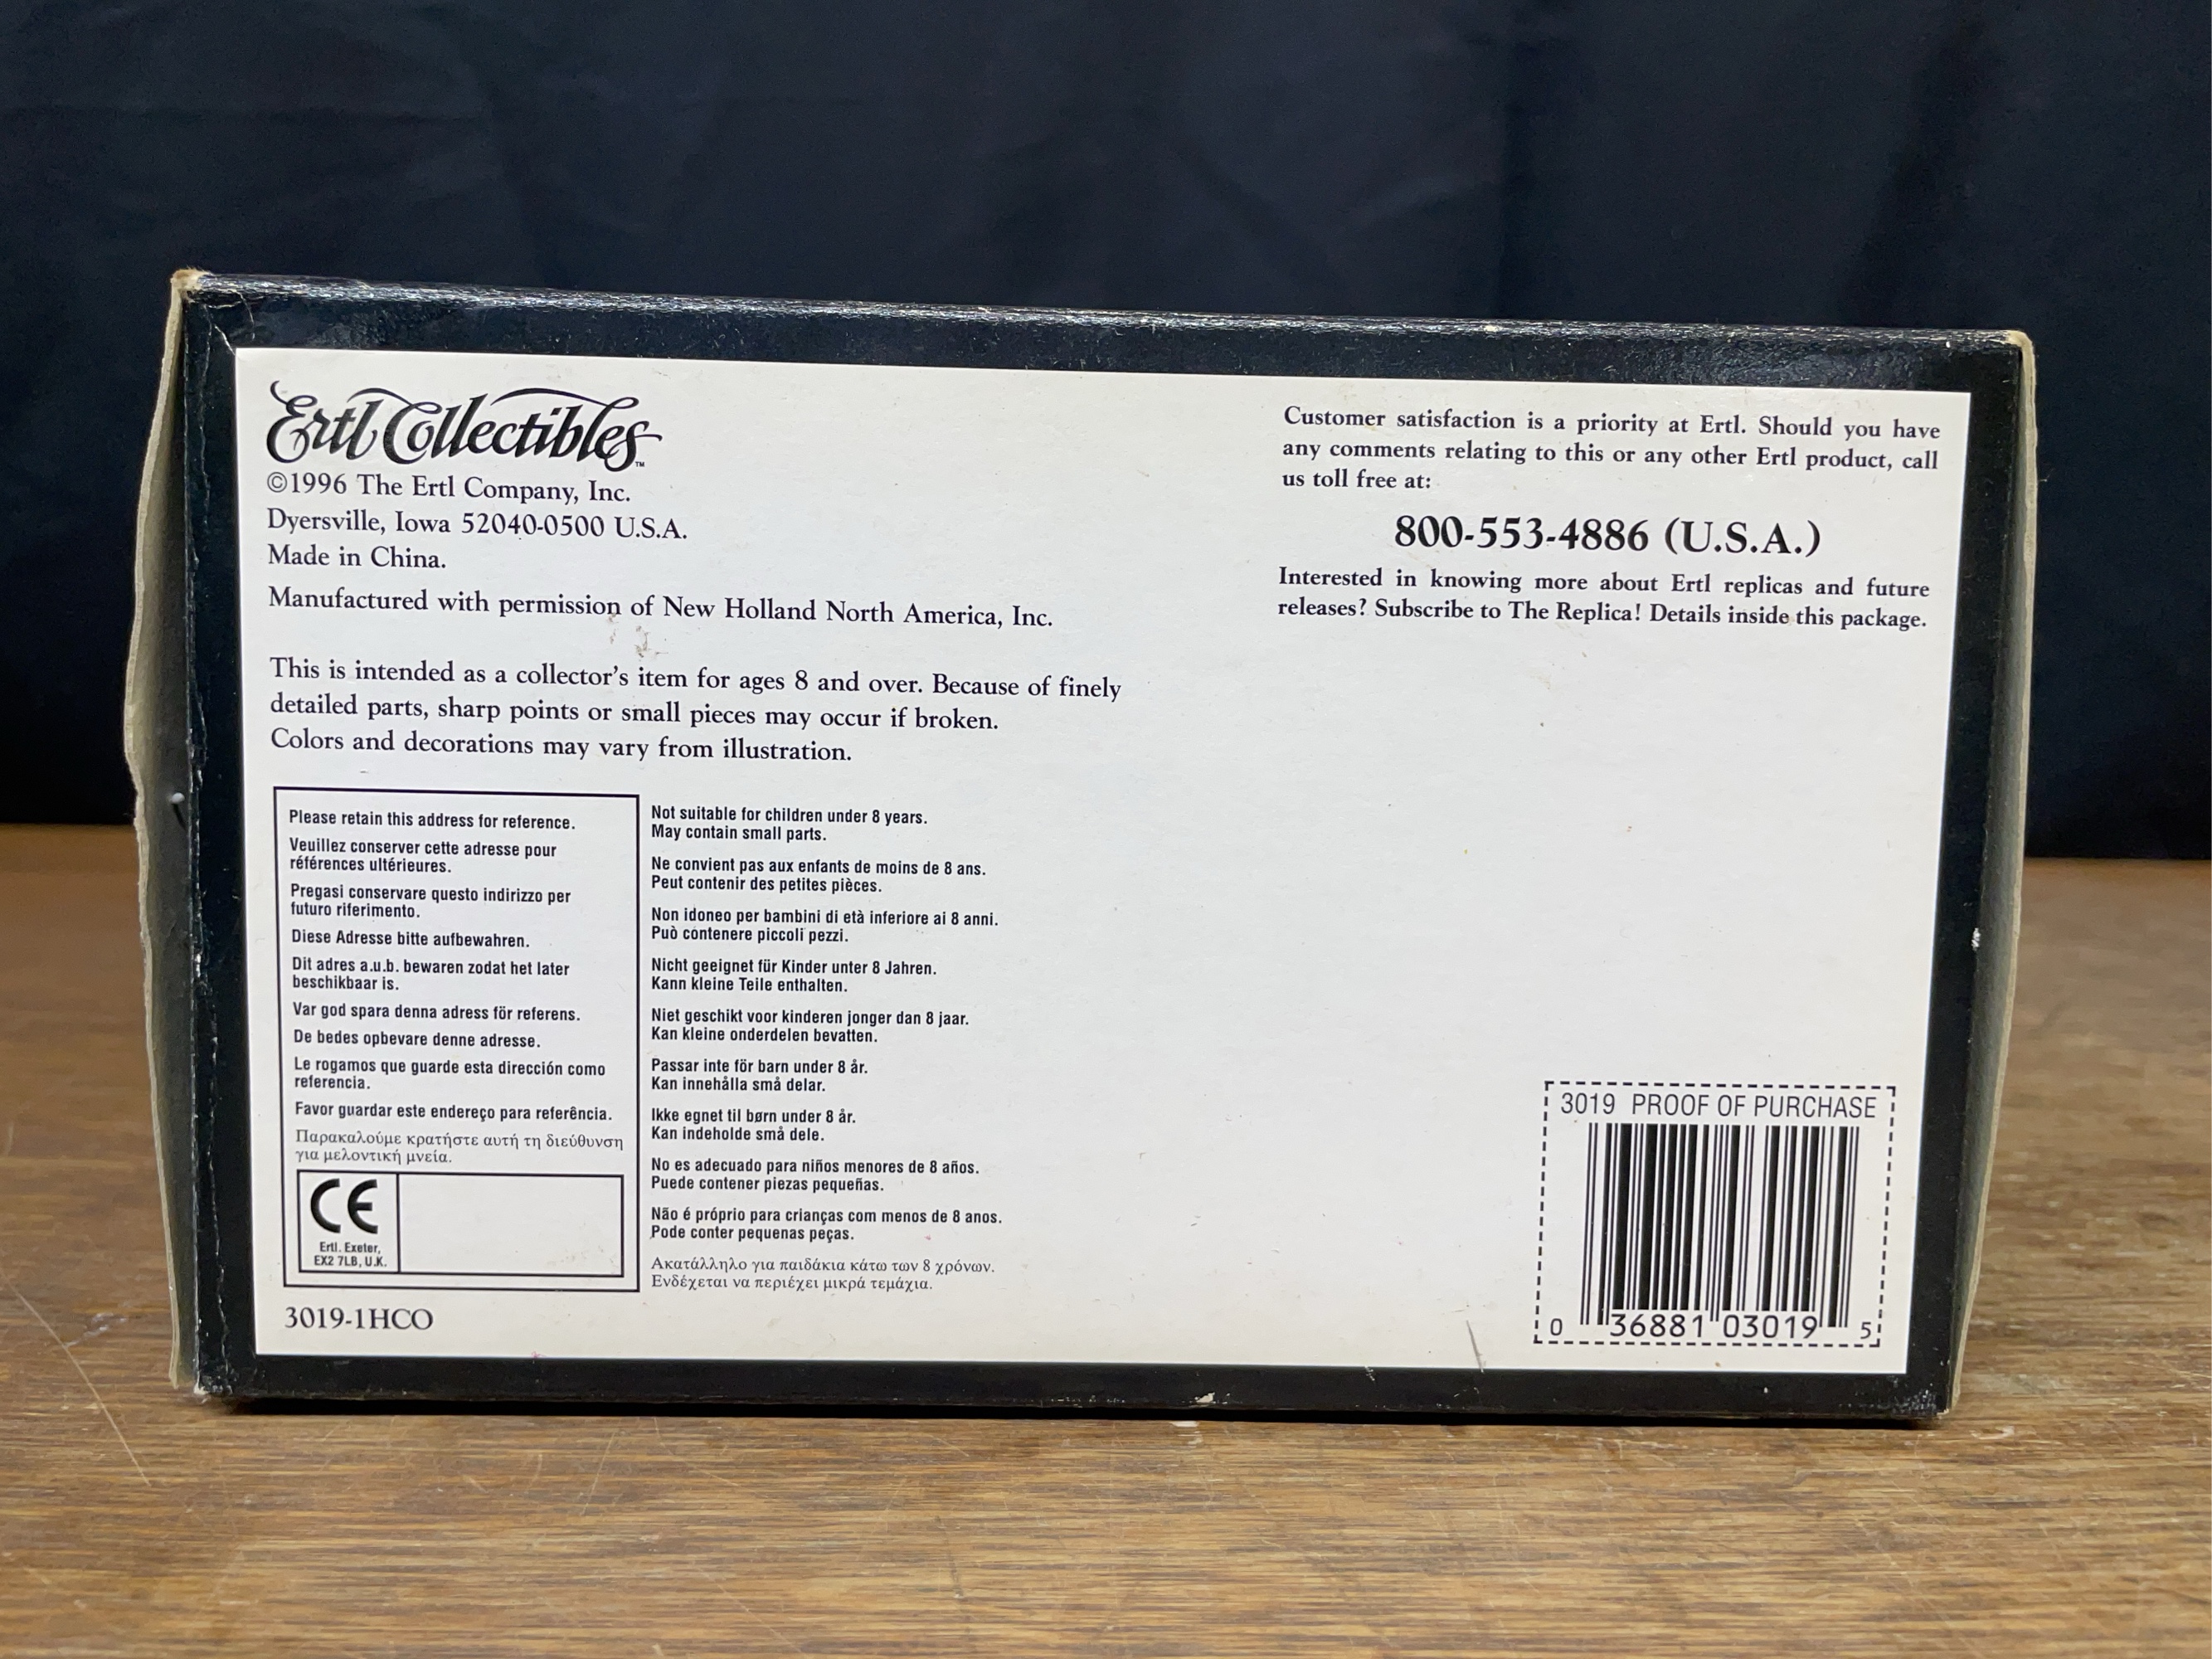 Ertl Collectibles™
©1996 The Ertl Company, Inc.
Dyersville, Iowa 52040-0500 U.S.A.
Made in China.
Manufactured with permission of New Holland North America, Inc.
This is intended as a collector's item for ages 8 and over. Because of finely
detailed parts, sharp points or small pieces may occur if broken.
Colors and decorations may vary from illustration.
Please retain this address for reference.
Veuillez conserver cette adresse pour
références ultérieures.
Pregasi conservare questo indirizzo per
futuro riferimento.
Diese Adresse bitte aufbewahren.
Dit adres a.u.b. bewaren zodat het later
beschikbaar is.
Var god spara denna adress för referens.
De bedes opbevare denne adresse.
Le rogamos que guarde esta dirección como
referencia.
Favor guardar este endereço para referência.
Παρακαλούμε κρατήστε αυτή τη διεύθυνση
για μελοντική μνεία.
CE
Ertl. Exeter,
EX2 7LB, U.K.
3019-1HCO
Not suitable for children under 8 years.
May contain small parts.
Ne convient pas aux enfants de moins de 8 ans.
Peut contenir des petites pièces.
Non idoneo per bambini di età inferiore ai 8 anni.
Può contenere piccoli pezzi.
Nicht geeignet für Kinder unter 8 Jahren.
Kann kleine Teile enthalten.
Niet geschikt voor kinderen jonger dan 8 jaar.
Kan kleine onderdelen bevatten.
Passar inte för barn under 8 år.
Kan innehålla små delar.
Ikke egnet til børn under 8 år.
Kan indeholde små dele.
No es adecuado para niños menores de 8 años.
Puede contener piezas pequeñas.
Não é próprio para crianças com menos de 8 anos.
Pode conter pequenas peças.
Ακατάλληλο για παιδάκια κάτω των 8 χρόνων.
Ενδέχεται να περιέχει μικρά τεμάχια.
Customer satisfaction is a priority at Ertl. Should you have
any comments relating to this or any other Ertl product, call
us toll free at:
800-553-4886 (U.S.A.)
Interested in knowing more about Ertl replicas and future
releases? Subscribe to The Replica! Details inside this package.
3019 PROOF OF PURCHASE
0 36881 03019 5